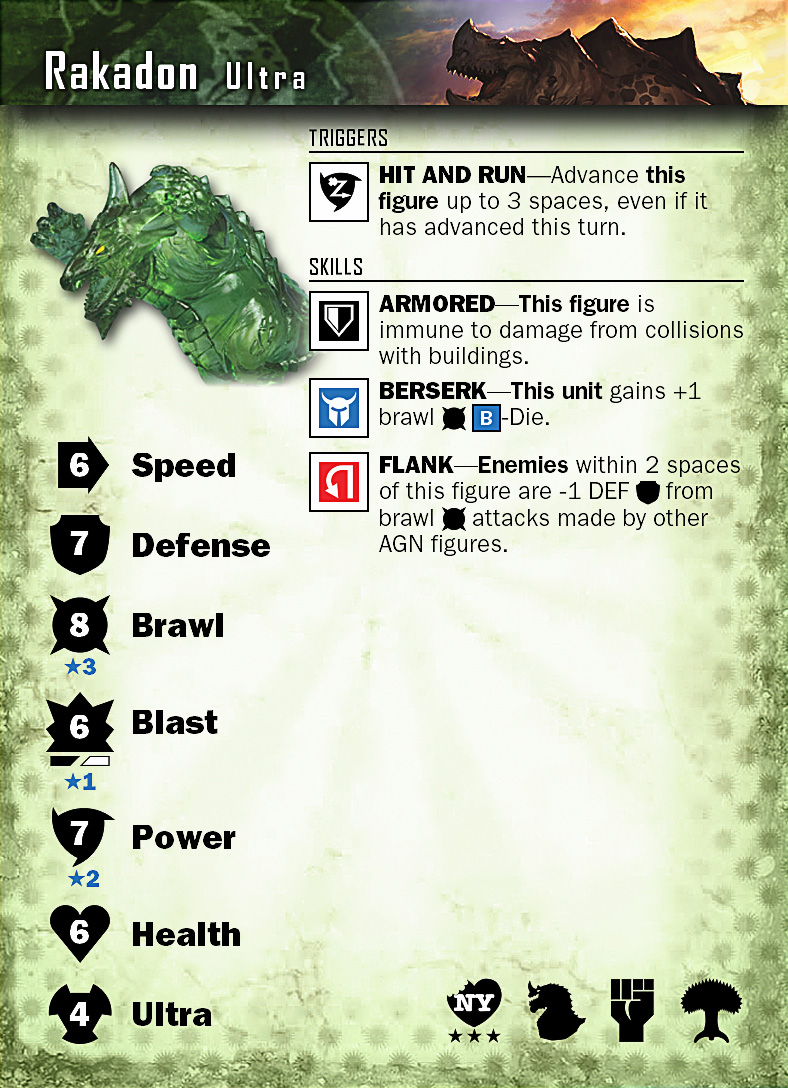 Rakadon Ultra
TRIGGERS
HIT AND RUN—Advance this
figure up to 3 spaces, even if it
has advanced this turn.
SKILLS
ARMORED—This figure is
immune to damage from collisions
with buildings.
BERSERK—This unit gains +1
brawl B-Die.
FLANK—Enemies within 2 spaces
of this figure are -1 DEF from
brawl attacks made by other
AGN figures.
6 Speed
7 Defense
8 Brawl
★3
6 Blast
★1
7 Power
★2
6 Health
4 Ultra
NY
★★★